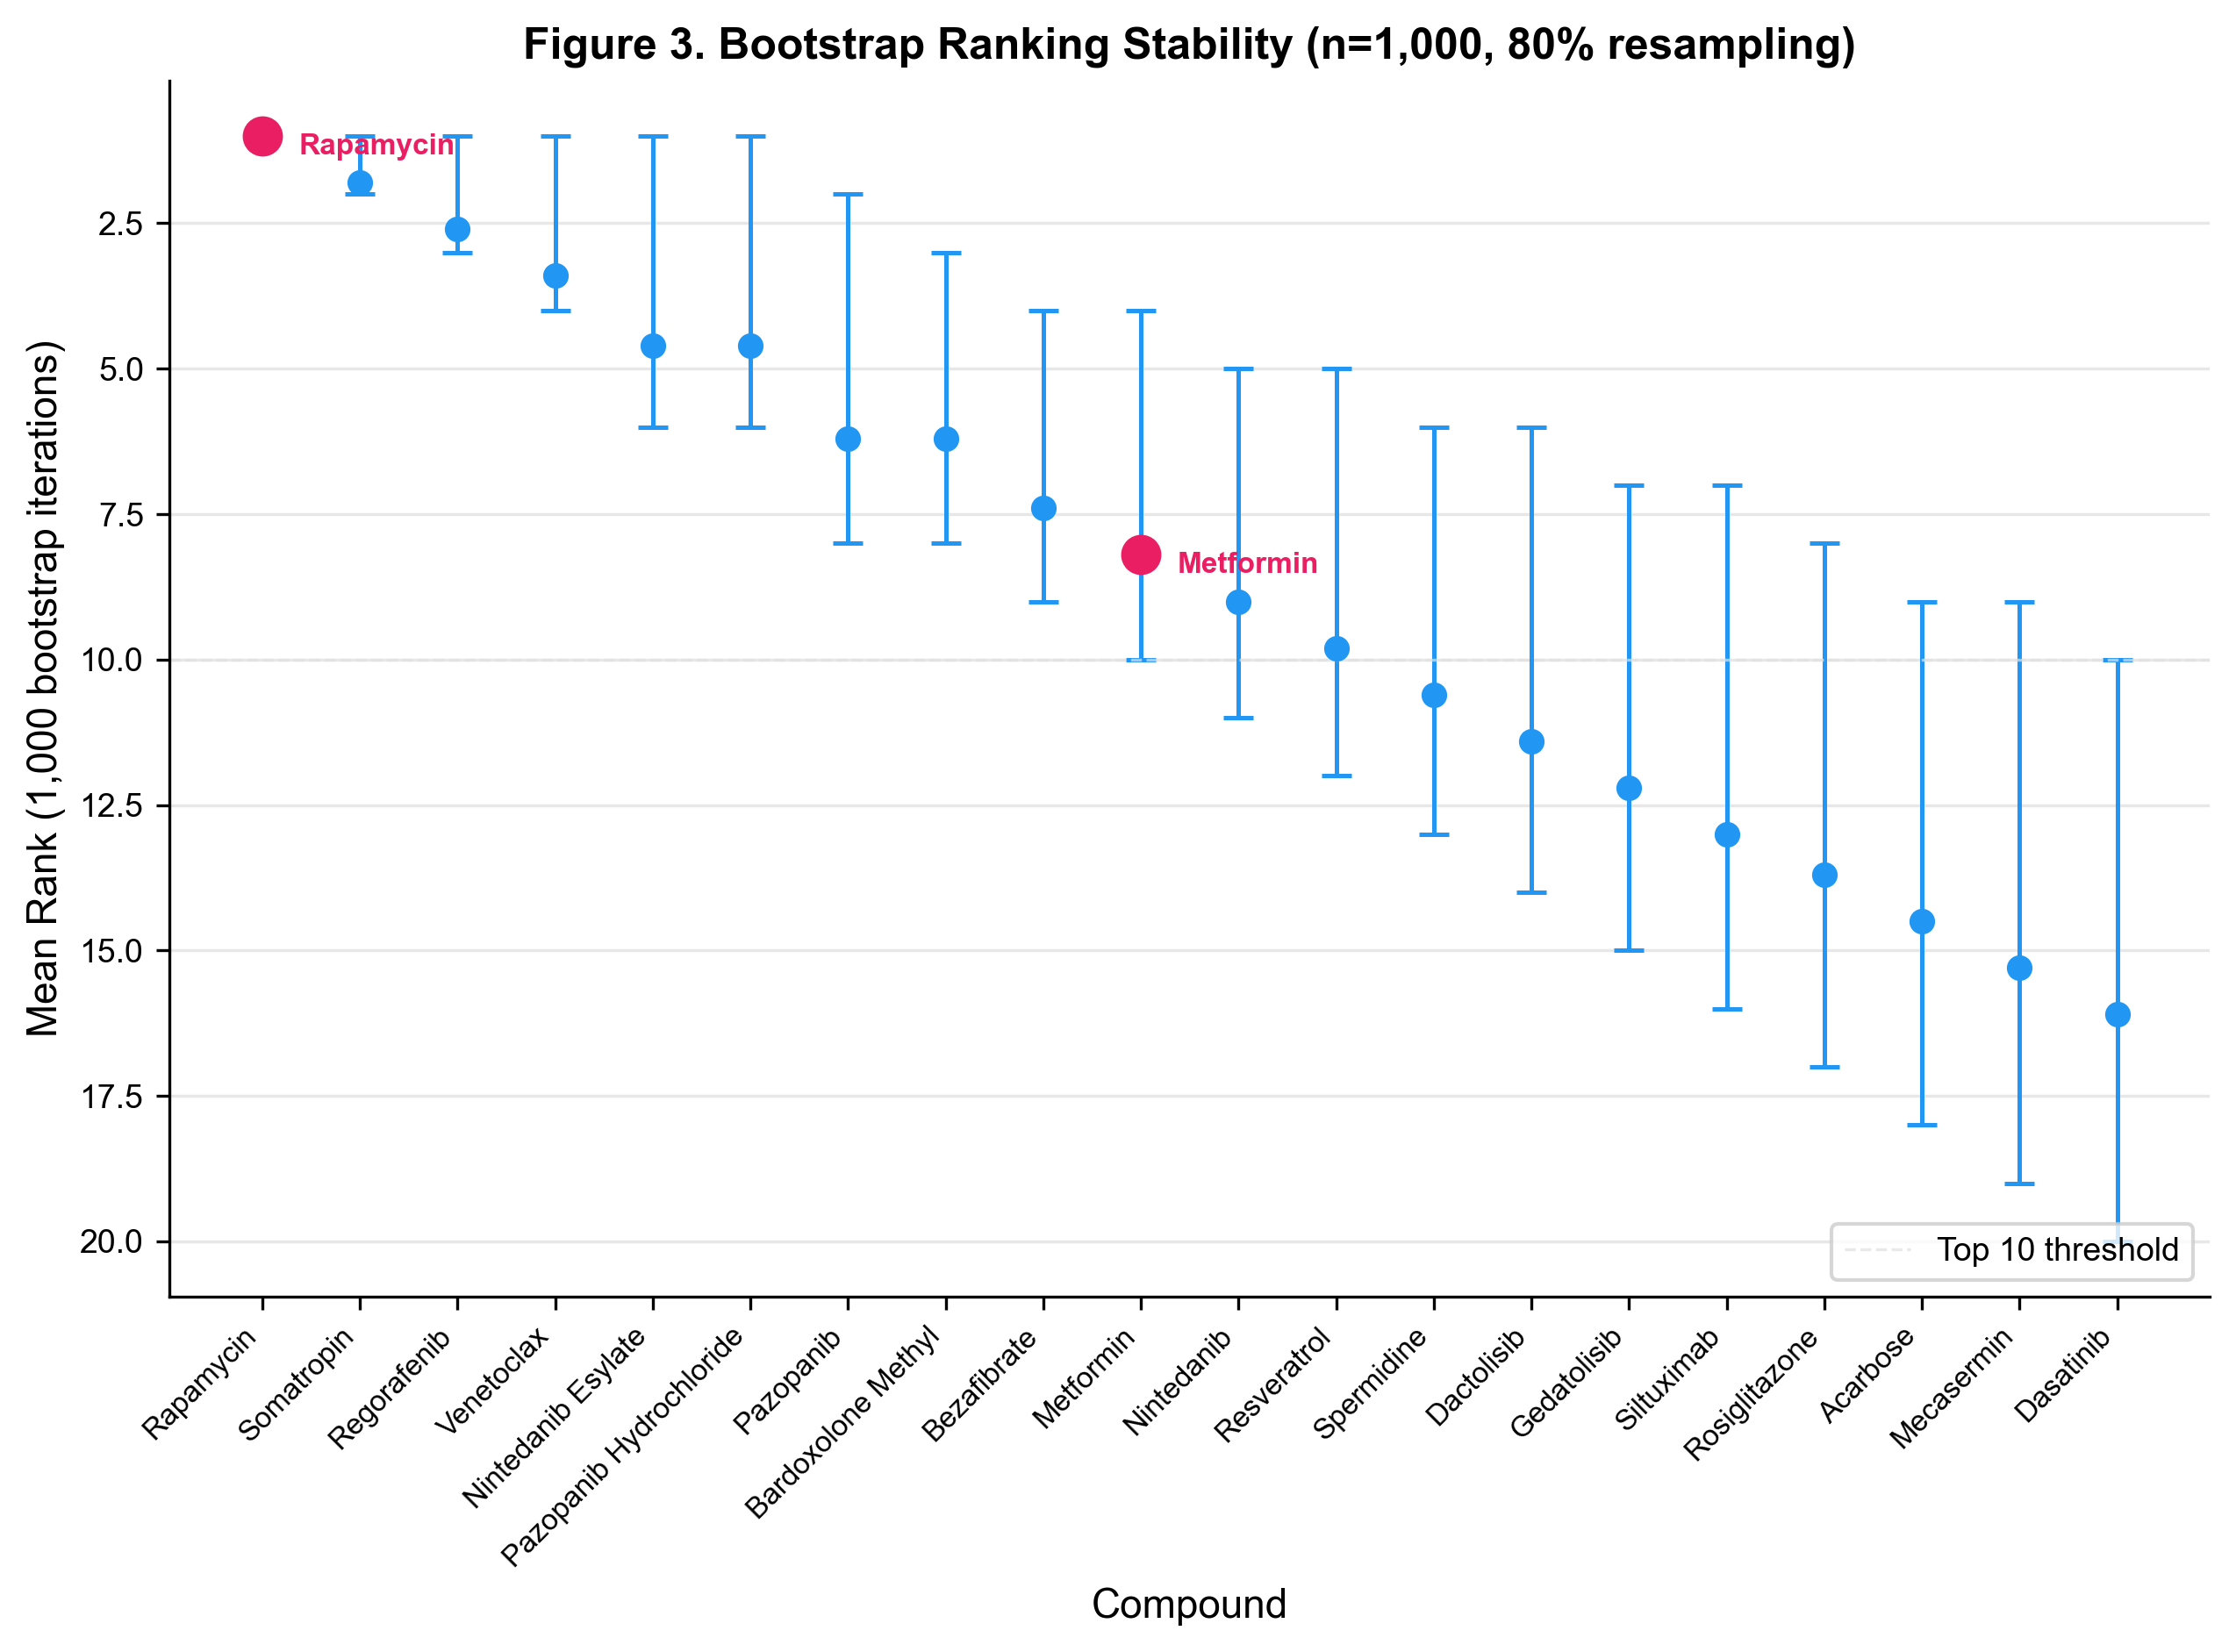 Figure 3. Bootstrap Ranking Stability (n=1,000, 80% resampling)
Mean Rank (1,000 bootstrap iterations)
2.5
5.0
7.5
10.0
12.5
15.0
17.5
20.0
Rapamycin
Metformin
Top 10 threshold
Rapamycin
Somatropin
Regorafenib
Venetoclax
Nintedanib Esylate
Pazopanib Hydrochloride
Pazopanib
Bardoxolone Methyl
Bezafibrate
Metformin
Nintedanib
Resveratrol
Spermidine
Dactolisib
Gedatolisib
Siltuximab
Rosiglitazone
Acarbose
Mecasermin
Dasatinib
Compound